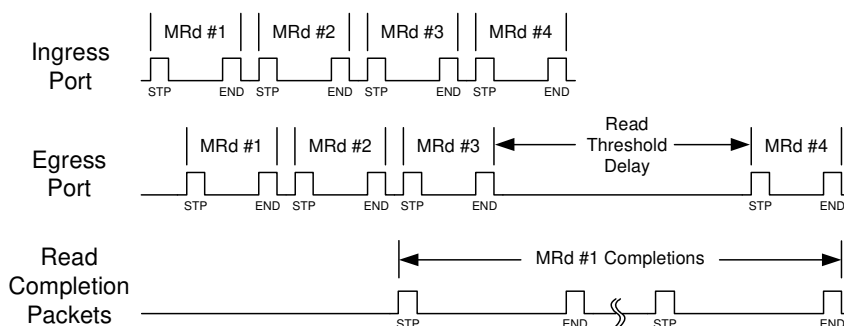 MRd #1 MRd #2 MRd #3 MRd #4
Ingress
Port
STP END STP END STP END STP END
MRd #1 MRd #2 MRd #3 Read
Threshold
Delay MRd #4
Egress
Port
STP END STP END STP END STP END
Read
Completion
Packets
MRd #1 Completions
STP END STP END